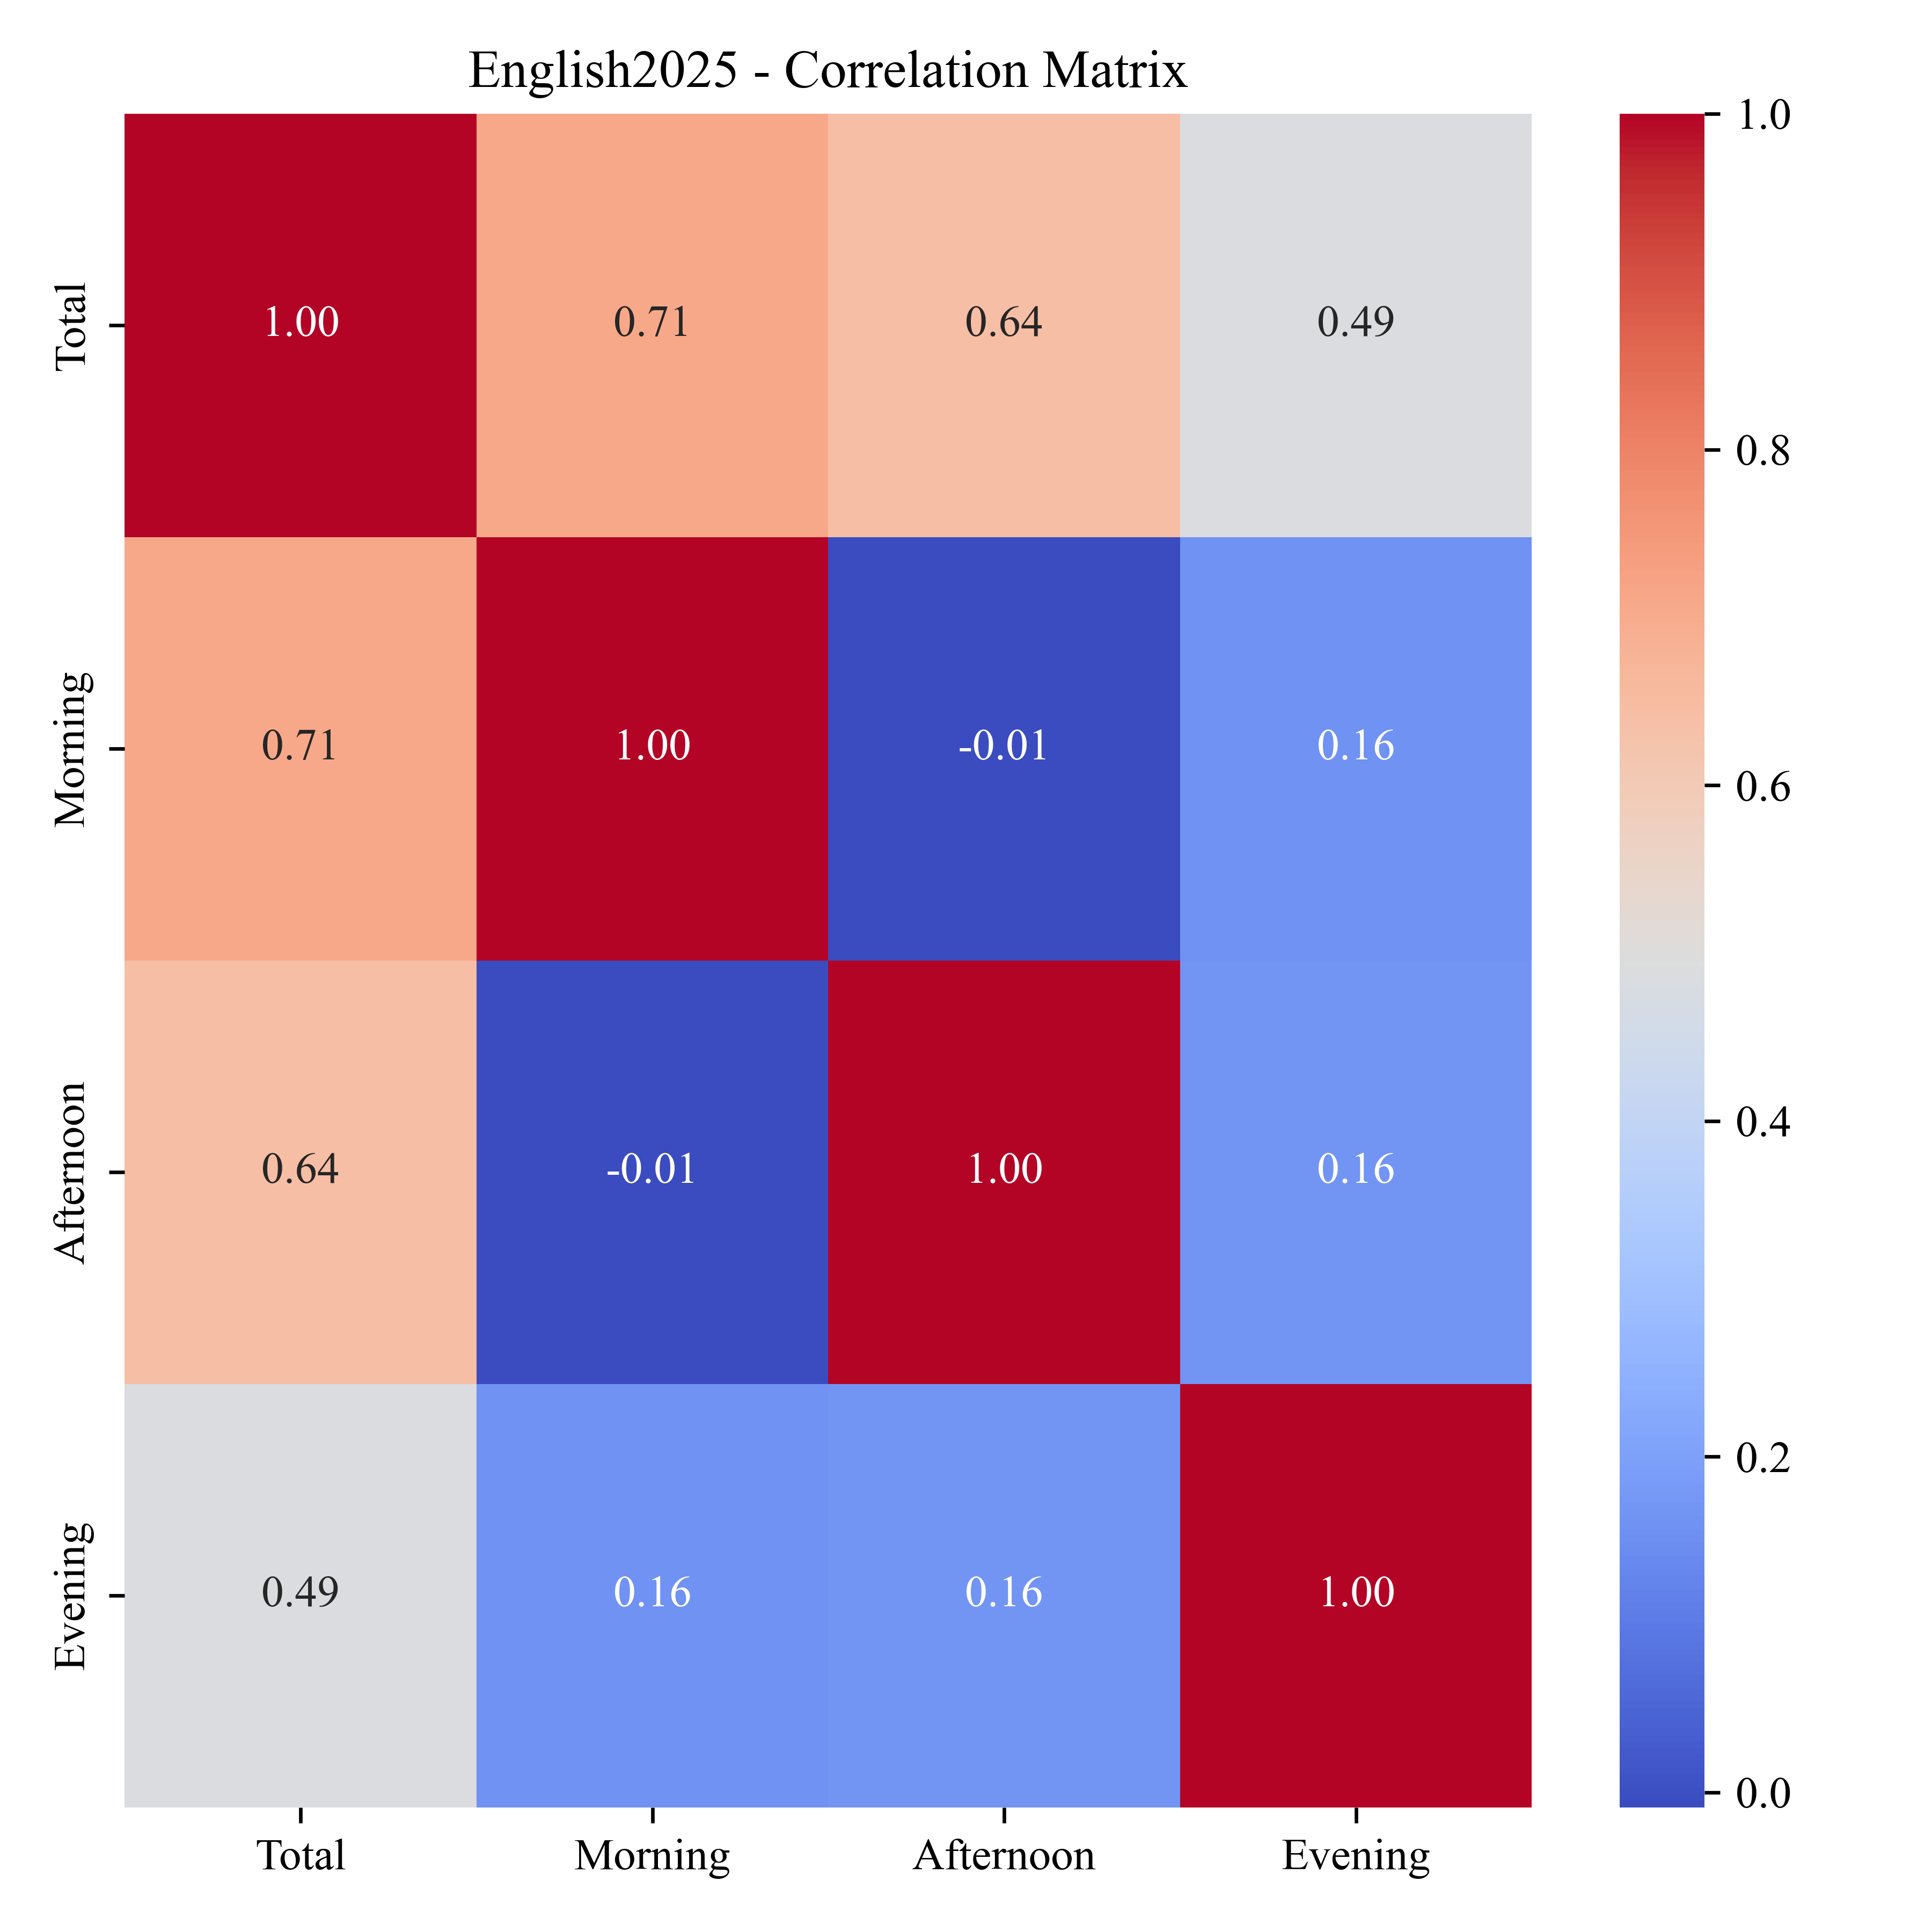 English2025 - Correlation Matrix
1.0
Total 1.00 0.71 0.64 0.49
0.8
Morning 0.71 1.00 -0.01 0.16
0.6
0.4
Afternoon 0.64 -0.01 1.00 0.16
0.2
Evening 0.49 0.16 0.16 1.00
0.0
Total Morning Afternoon Evening